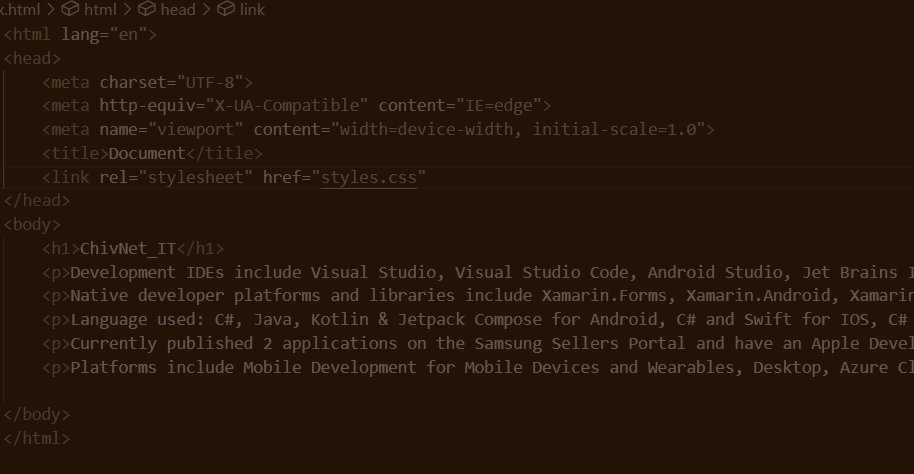 x.html > html > head > link
<html lang="en">
<head>
<meta charset="UTF-8">
<meta http-equiv="X-UA-Compatible" content="IE=edge">
<meta name="viewport" content="width=device-width, initial-scale=1.0">
<title>Document</title>
<link rel="stylesheet" href="styles.css"
</head>
<body>
<h1>ChivNet_IT</h1>
<p>Development IDEs include Visual Studio, Visual Studio Code, Android Studio, Jet Brains
<p>Native developer platforms and libraries include Xamarin.Forms, Xamarin.Android, Xamarin
<p>Language used: C#, Java, Kotlin & Jetpack Compose for Android, C# and Swift for IOS, C#
<p>Currently published 2 applications on the Samsung Sellers Portal and have an Apple Devel
<p>Platforms include Mobile Development for Mobile Devices and Wearables, Desktop, Azure Cl
</body>
</html>